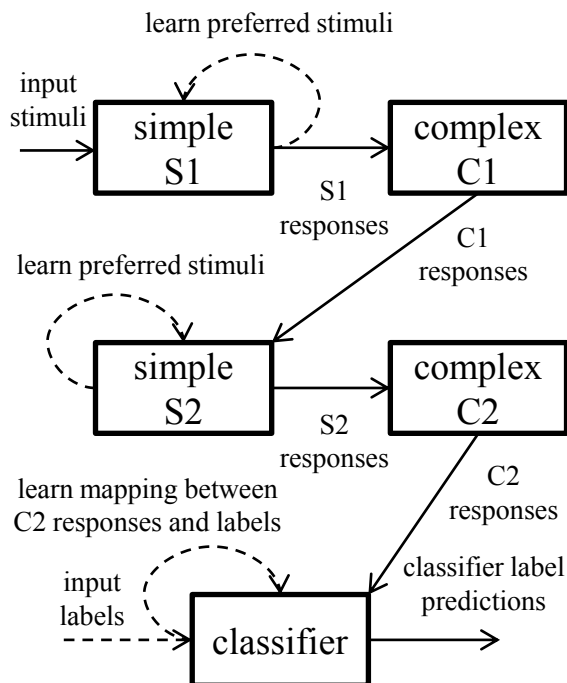 learn preferred stimuli
input
stimuli
simple
S1
complex
C1
S1
responses
C1
responses
learn preferred stimuli
simple
S2
complex
C2
S2
responses
C2
responses
learn mapping between
C2 responses and labels
input
labels
classifier
classifier label
predictions